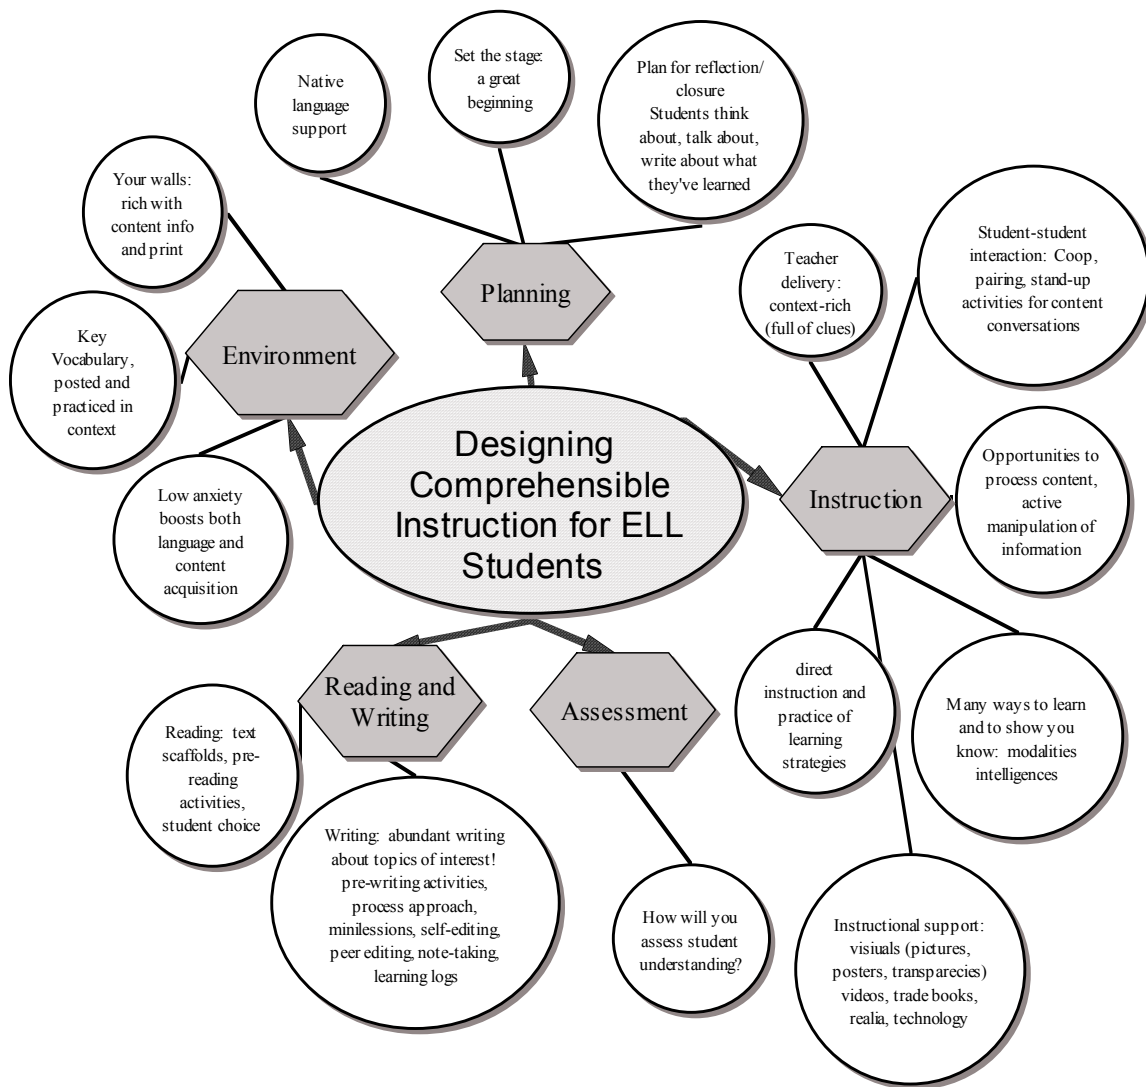 Set the stage:
a great
beginning
Native
language
support
Plan for reflection/
closure
Students think
about, talk about,
write about what
they've learned
Your walls:
rich with
content info
and print
Student-student
interaction: Coop,
pairing, stand-up
activities for content
conversations
Teacher
delivery:
context-rich
(full of clues)
Planning
Environment
Key
Vocabulary,
posted and
practiced in
context
Designing
Comprehensible
Instruction for ELL
Students
Instruction
Opportunities to
process content,
active
manipulation of
information
Low anxiety
boosts both
language and
content
acquisition
Reading and
Writing
Assessment
direct
instruction and
practice of
learning
strategies
Many ways to learn
and to show you
know: modalities
intelligences
Reading: text
scaffolds, pre-
reading
activities,
student choice
Writing: abundant writing
about topics of interest!
pre-writing activities,
process approach,
minilessions, self-editing,
peer editing, note-taking,
learning logs
How will you
assess student
understanding?
Instructional support:
visiuals (pictures,
posters, transparecies)
videos, trade books,
realia, technology